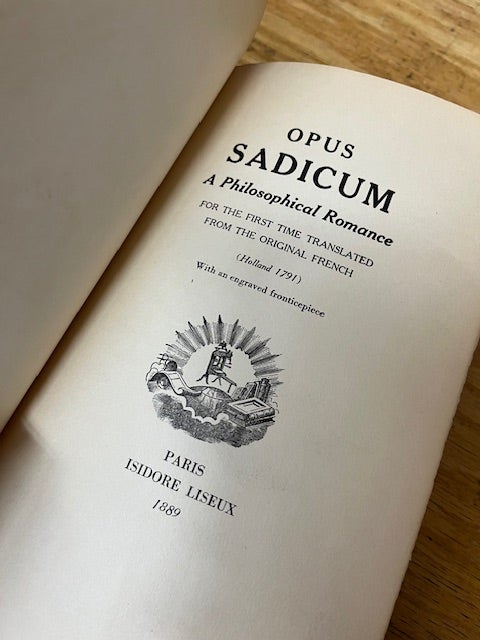 OPUS
SADICUM
A Philosophical Romance
FOR THE FIRST TIME TRANSLATED
FROM THE ORIGINAL FRENCH
(Holland 1791)
With an engraved fronticepiece
PARIS
ISIDORE LISEUX
1889